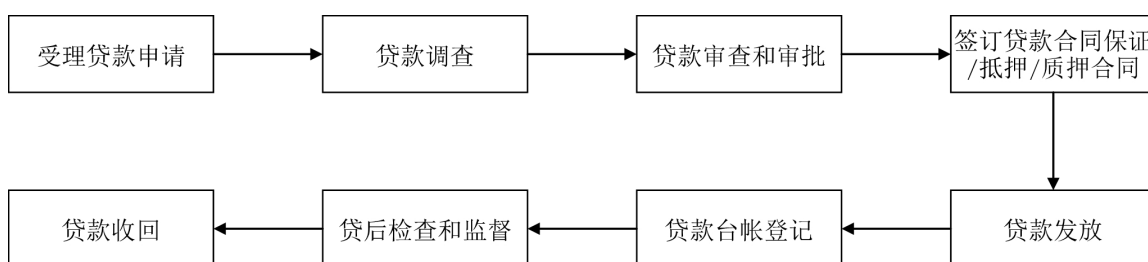 受理贷款申请
贷款调查
贷款审查和审批
签订贷款合同保证
/抵押/质押合同
贷款发放
贷款台帐登记
贷后检查和监督
贷款收回